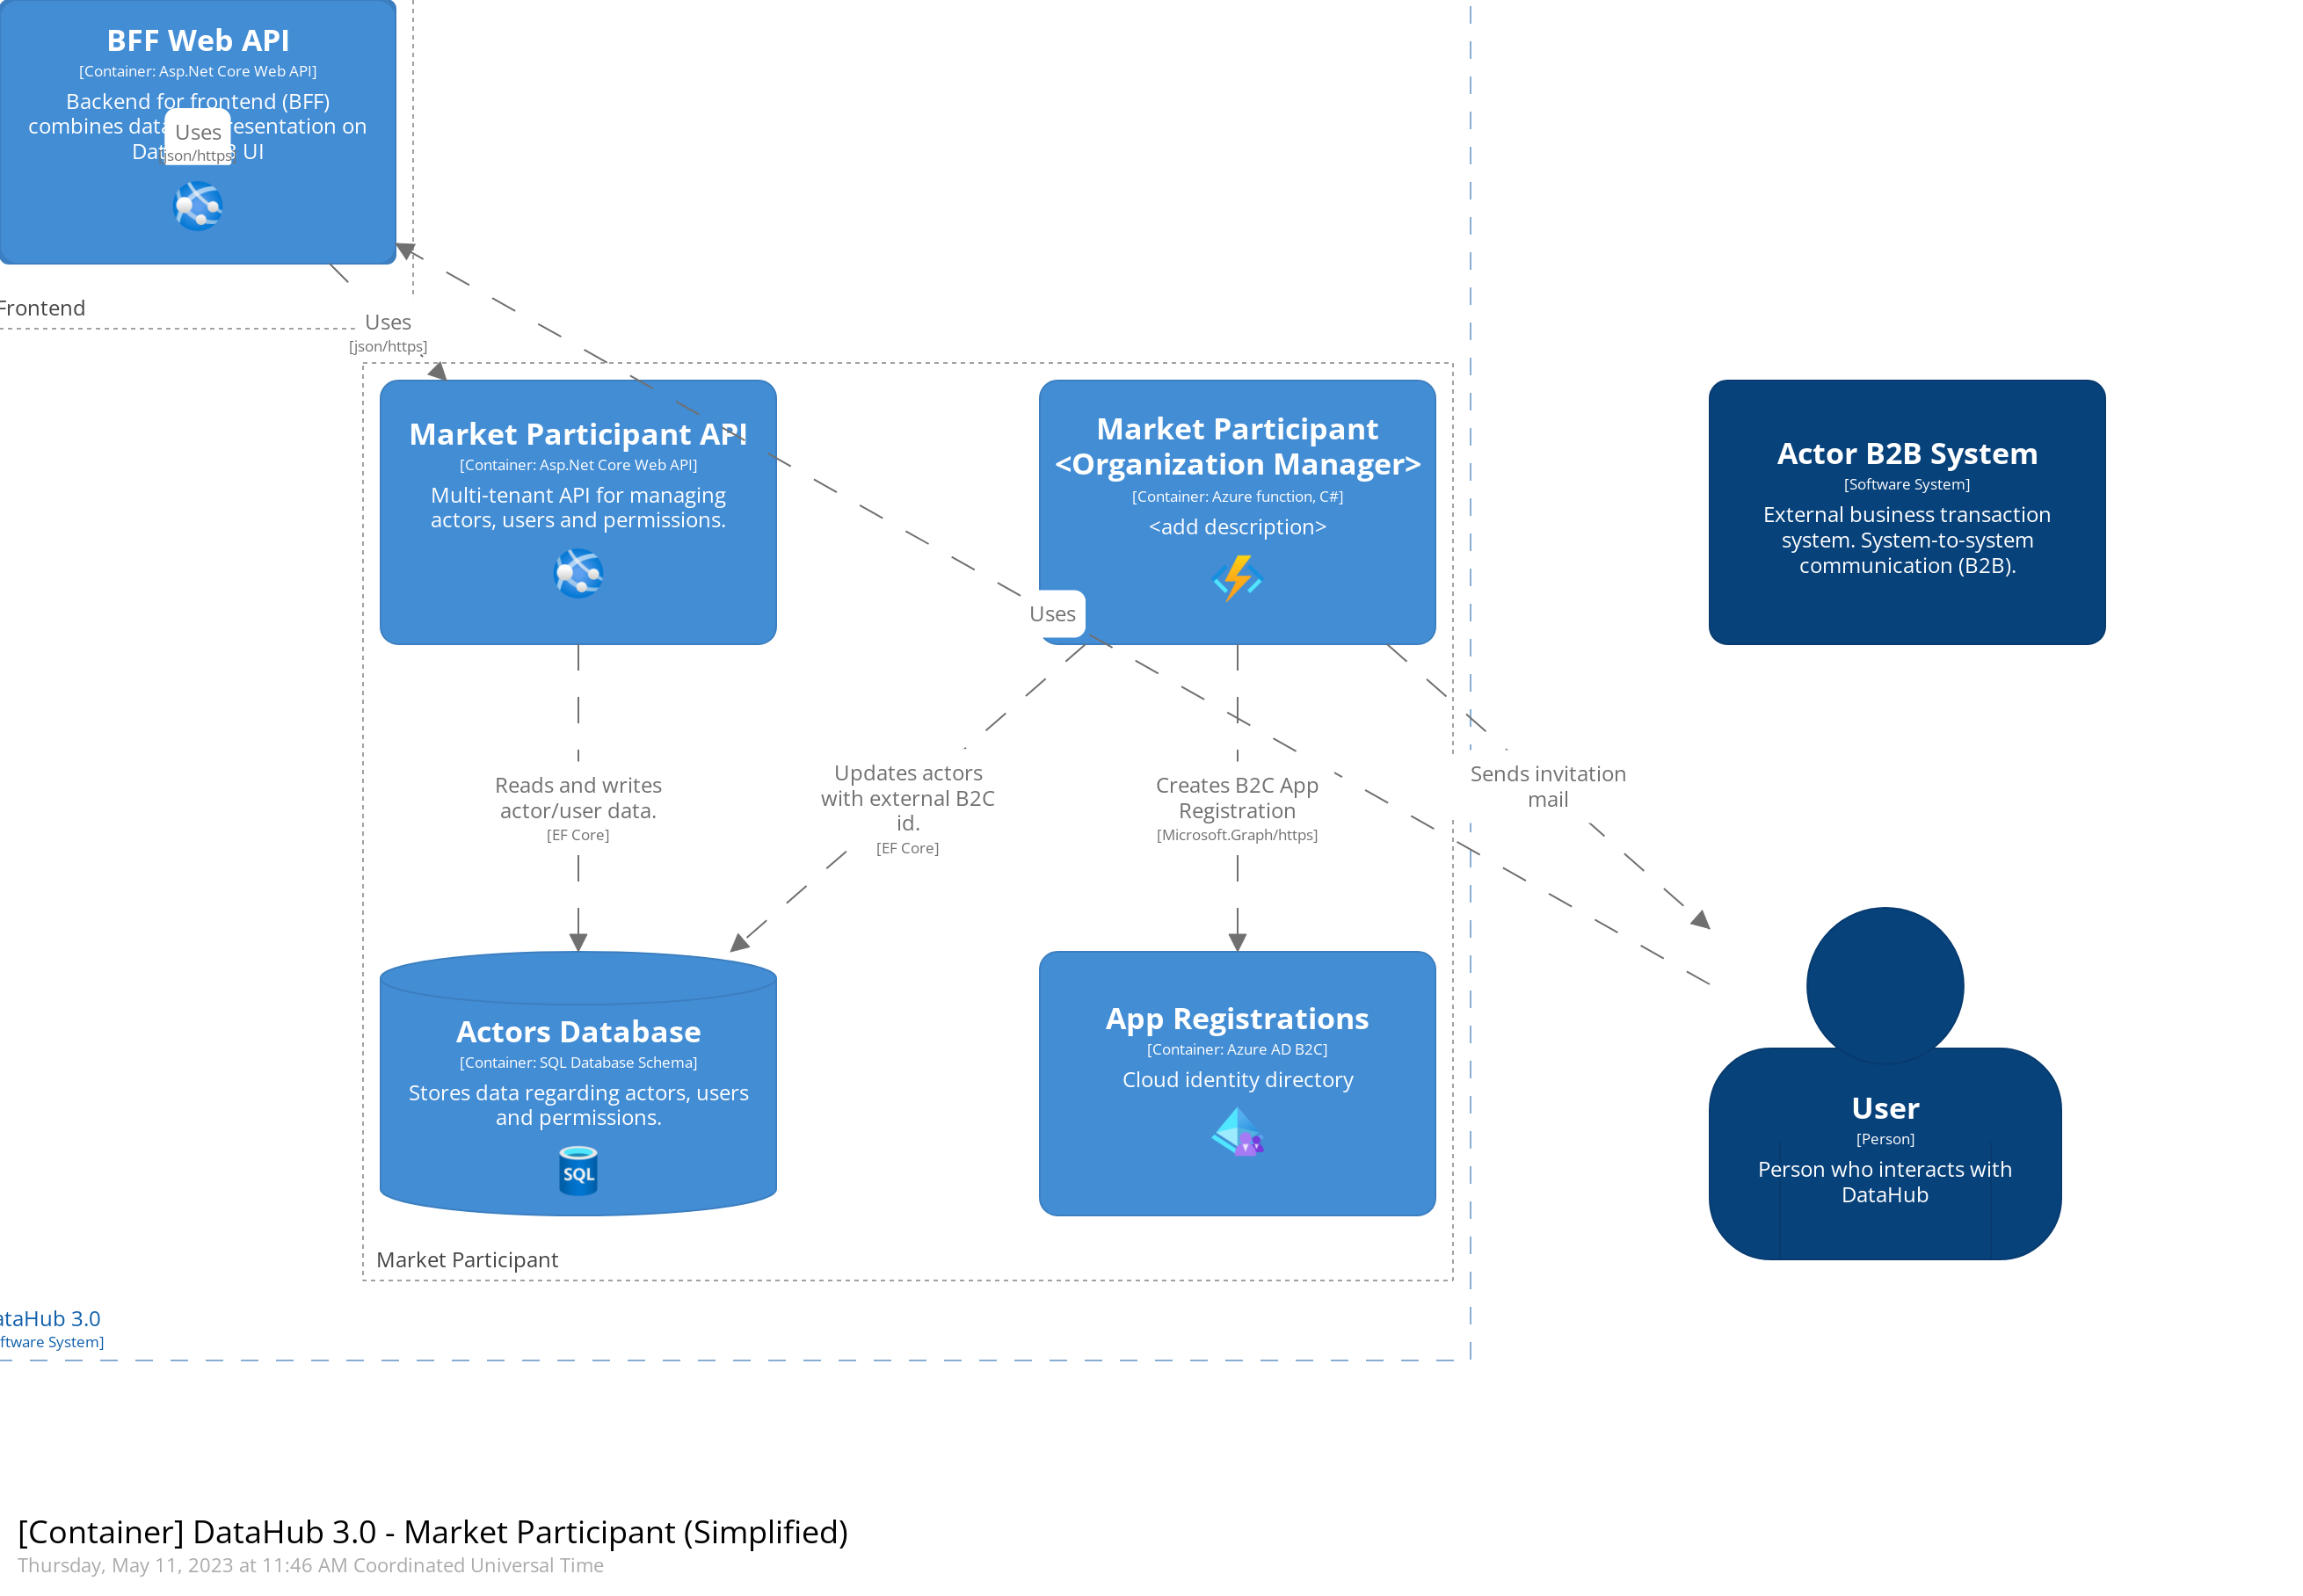 BFF Web API
[Container: Asp.Net Core Web API]
Backend for frontend (BFF)
combines data resentation on
Dat UI
Uses
[json/https]
Frontend
Uses
[json/https]
Market Participant API
[Container: Asp.Net Core Web API]
Multi-tenant API for managing
actors, users and permissions.
Market Participant
<Organization Manager>
[Container: Azure function, C#]
<add description>
Actor B2B System
[Software System]
External business transaction
system. System-to-system
communication (B2B).
Uses
Reads and writes
actor/user data.
[EF Core]
Updates actors
with external B2C
id.
[EF Core]
Creates B2C App
Registration
[Microsoft.Graph/https]
Sends invitation
mail
Actors Database
[Container: SQL Database Schema]
Stores data regarding actors, users
and permissions.
SQL
App Registrations
[Container: Azure AD B2C]
Cloud identity directory
User
[Person]
Person who interacts with
DataHub
Market Participant
ataHub 3.0
ftware System]
[Container] DataHub 3.0 - Market Participant (Simplified)
Thursday, May 11, 2023 at 11:46 AM Coordinated Universal Time